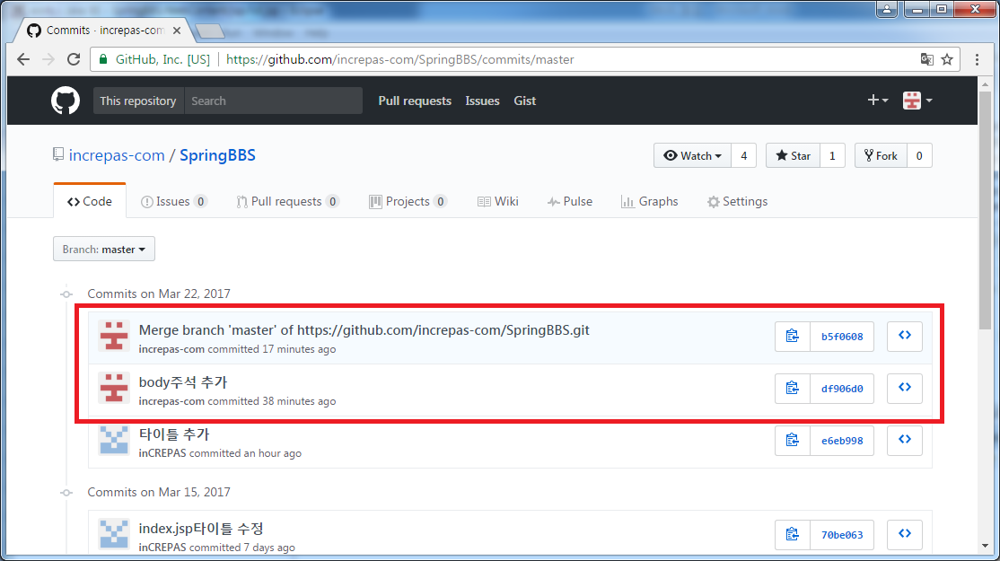 Commits · increpas-com
GitHub, Inc. [US] https://github.com/increpas-com/SpringBBS/commits/master
This repository Search Pull requests Issues Gist
increpas-com / SpringBBS
Watch 4 Star 1 Fork 0
Code Issues 0 Pull requests 0 Projects 0 Wiki Pulse Graphs Settings
Branch: master
Commits on Mar 22, 2017
Merge branch 'master' of https://github.com/increpas-com/SpringBBS.git
increpas-com committed 17 minutes ago
b5f0608
body주석 추가
increpas-com committed 38 minutes ago
df906d0
타이틀 추가
inCREPAS committed an hour ago
e6eb998
Commits on Mar 15, 2017
index.jsp타이틀 수정
inCREPAS committed 7 days ago
70be063